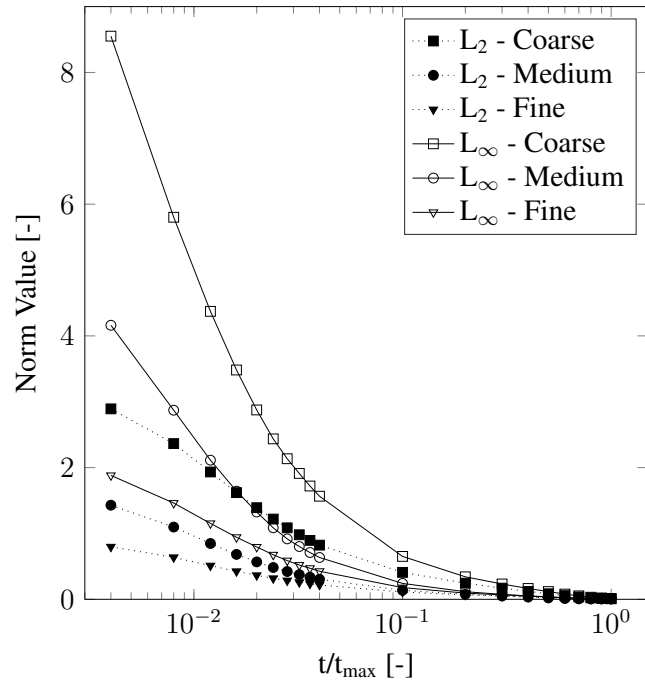 L₂ - Coarse
L₂ - Medium
L₂ - Fine
L∞ - Coarse
L∞ - Medium
L∞ - Fine
8
6
4
2
0
Norm Value [-]
10⁻² 10⁻¹ 10⁰
t/tₘₐₓ [-]